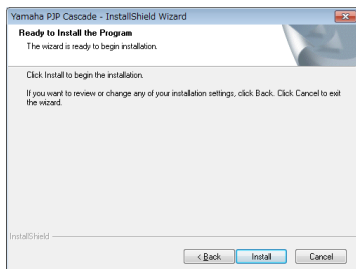 Yamaha PJP Cascade - InstallShield Wizard
Ready to Install the Program
The wizard is ready to begin installation.
Click Install to begin the installation.
If you want to review or change any of your installation settings, click Back. Click Cancel to exit
the wizard.
InstallShield
< Back Install Cancel